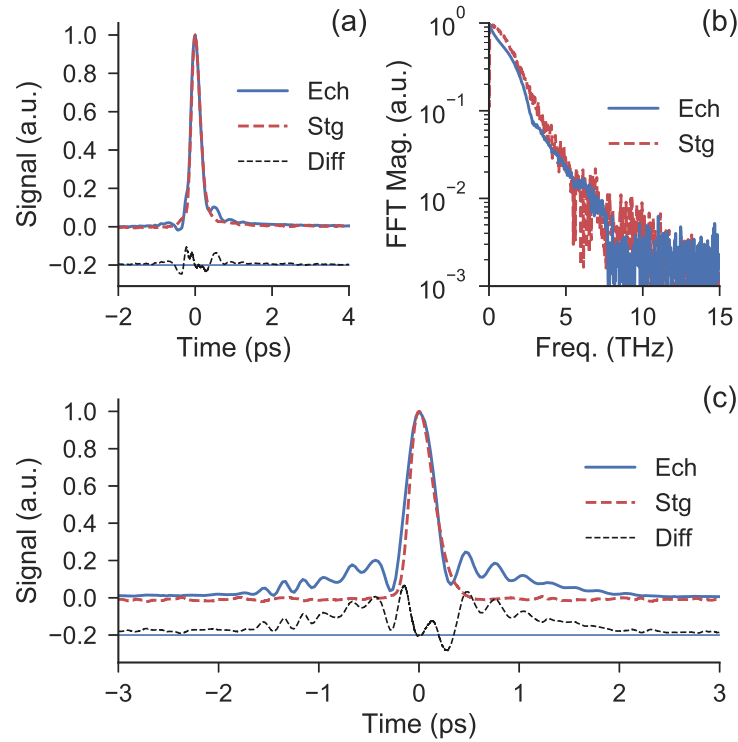 (a)
1.0
0.8
0.6
0.4
0.2
0.0
−0.2
Signal (a.u.)
Ech
Stg
Diff
−2
0
2
4
Time (ps)
(b)
10^0
10^−1
10^−2
10^−3
FFT Mag. (a.u.)
Ech
Stg
0
5
10
15
Freq. (THz)
(c)
1.0
0.8
0.6
0.4
0.2
0.0
−0.2
Signal (a.u.)
Ech
Stg
Diff
−3
−2
−1
0
1
2
3
Time (ps)